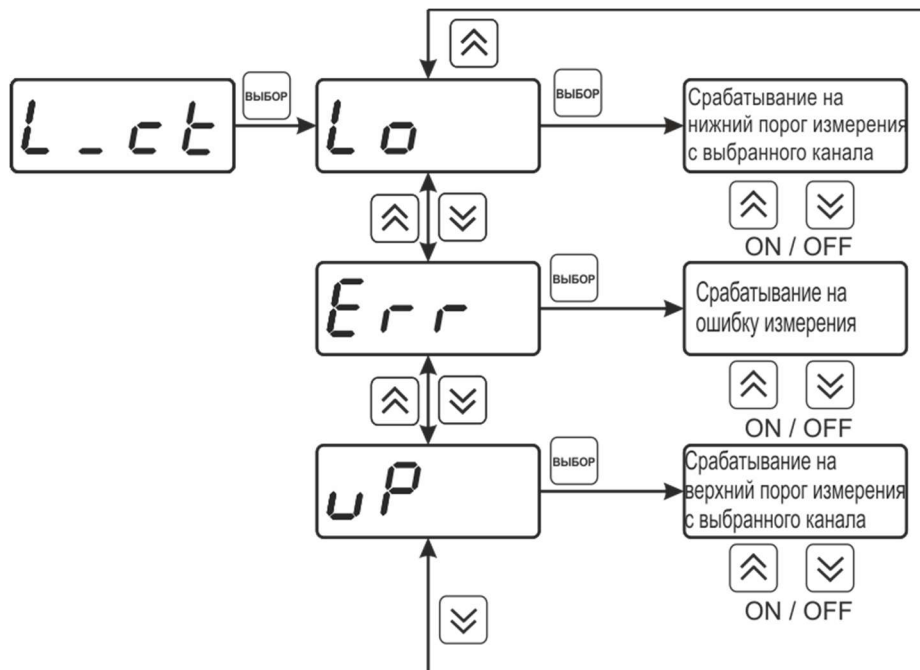 L_ct
ВЫБОР
Lo
ВЫБОР
Срабатывание на
нижний порог измерения
с выбранного канала
ON / OFF
Err
ВЫБОР
Срабатывание на
ошибку измерения
ON / OFF
uP
ВЫБОР
Срабатывание на
верхний порог измерения
с выбранного канала
ON / OFF